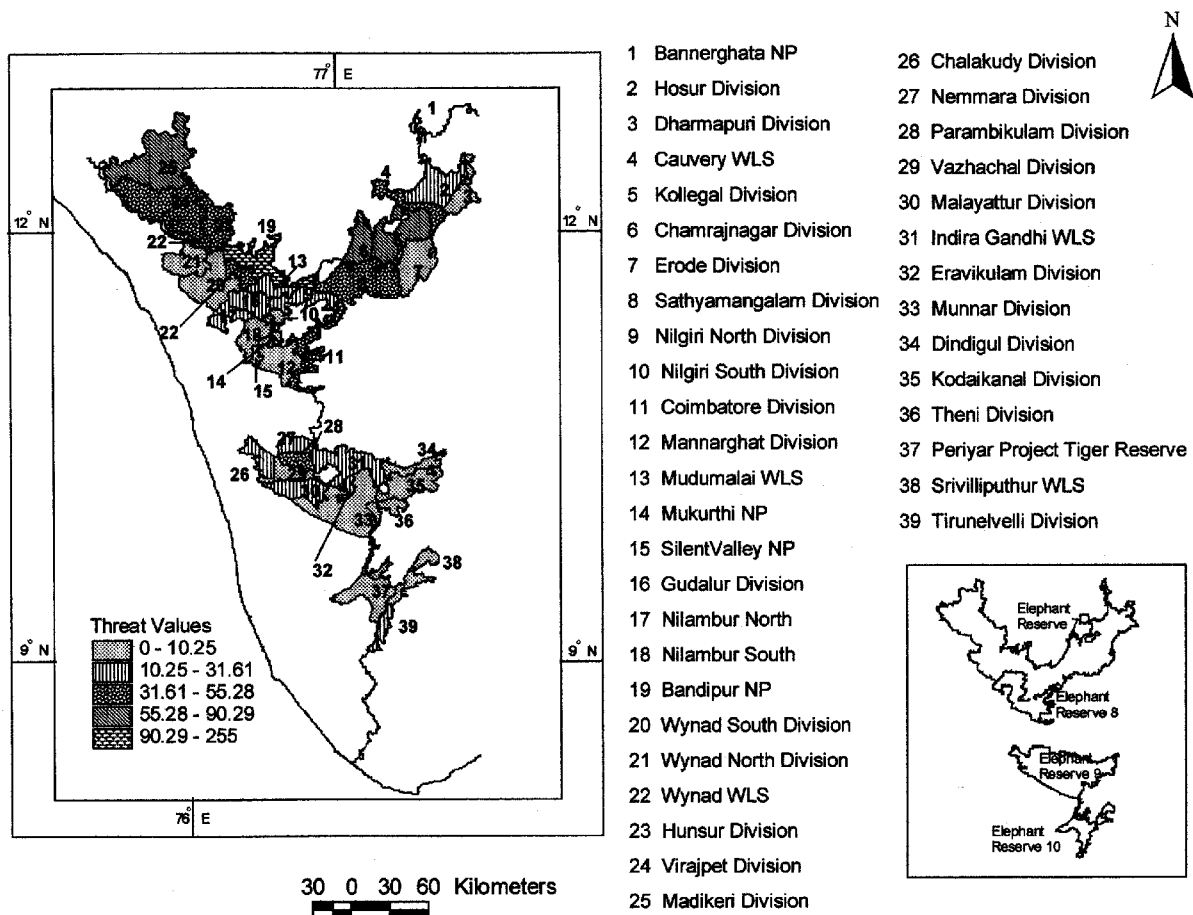 N
77° E
1
2
4
12° N
12° N
19
22
21
13
10
22
11
14
15
12
28
27
34
26
31
35
33
36
32
38
37
39
Threat Values
0 - 10.25
10.25 - 31.61
31.61 - 55.28
55.28 - 90.29
90.29 - 255
9° N
9° N
76° E
30 0 30 60 Kilometers
1 Bannerghata NP
2 Hosur Division
3 Dharmapuri Division
4 Cauvery WLS
5 Kollegal Division
6 Chamrajnagar Division
7 Erode Division
8 Sathyamangalam Division
9 Nilgiri North Division
10 Nilgiri South Division
11 Coimbatore Division
12 Mannarghat Division
13 Mudumalai WLS
14 Mukurthi NP
15 SilentValley NP
16 Gudalur Division
17 Nilambur North
18 Nilambur South
19 Bandipur NP
20 Wynad South Division
21 Wynad North Division
22 Wynad WLS
23 Hunsur Division
24 Virajpet Division
25 Madikeri Division
26 Chalakudy Division
27 Nemmara Division
28 Parambikulam Division
29 Vazhachal Division
30 Malayattur Division
31 Indira Gandhi WLS
32 Eravikulam Division
33 Munnar Division
34 Dindigul Division
35 Kodaikanal Division
36 Theni Division
37 Periyar Project Tiger Reserve
38 Srivilliputhur WLS
39 Tirunelvelli Division
Elephant
Reserve 7
Elephant
Reserve 8
Elephant
Reserve 9
Elephant
Reserve 10